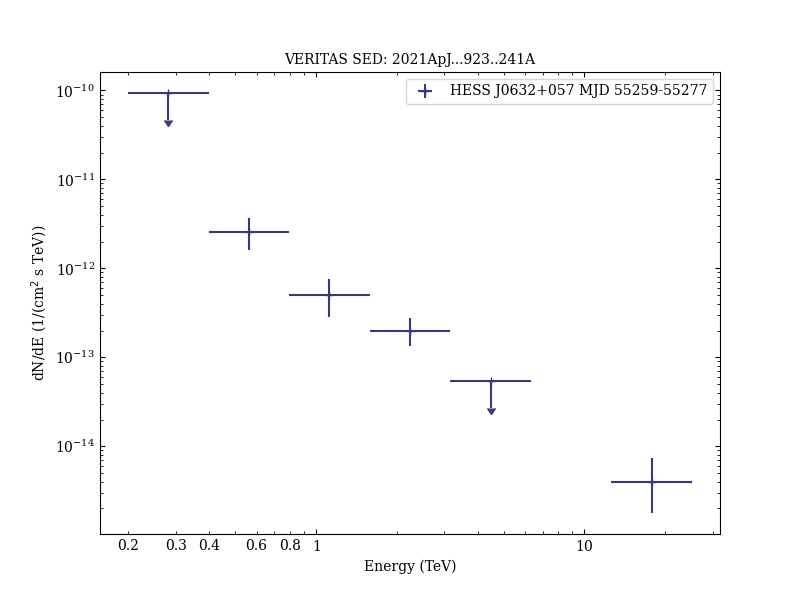 VERITAS SED: 2021ApJ...923..241A
HESS J0632+057 MJD 55259-55277
dN/dE (1/(cm² s TeV))
10⁻¹⁰
10⁻¹¹
10⁻¹²
10⁻¹³
10⁻¹⁴
0.2 0.3 0.4 0.6 0.8 1 10
Energy (TeV)